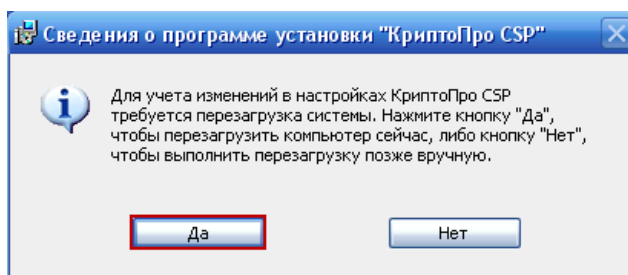 Сведения о программе установки "КриптоПро CSP"
Для учета изменений в настройках КриптоПро CSP
требуется перезагрузка системы. Нажмите кнопку "Да",
чтобы перезагрузить компьютер сейчас, либо кнопку "Нет",
чтобы выполнить перезагрузку позже вручную.
Да
Нет